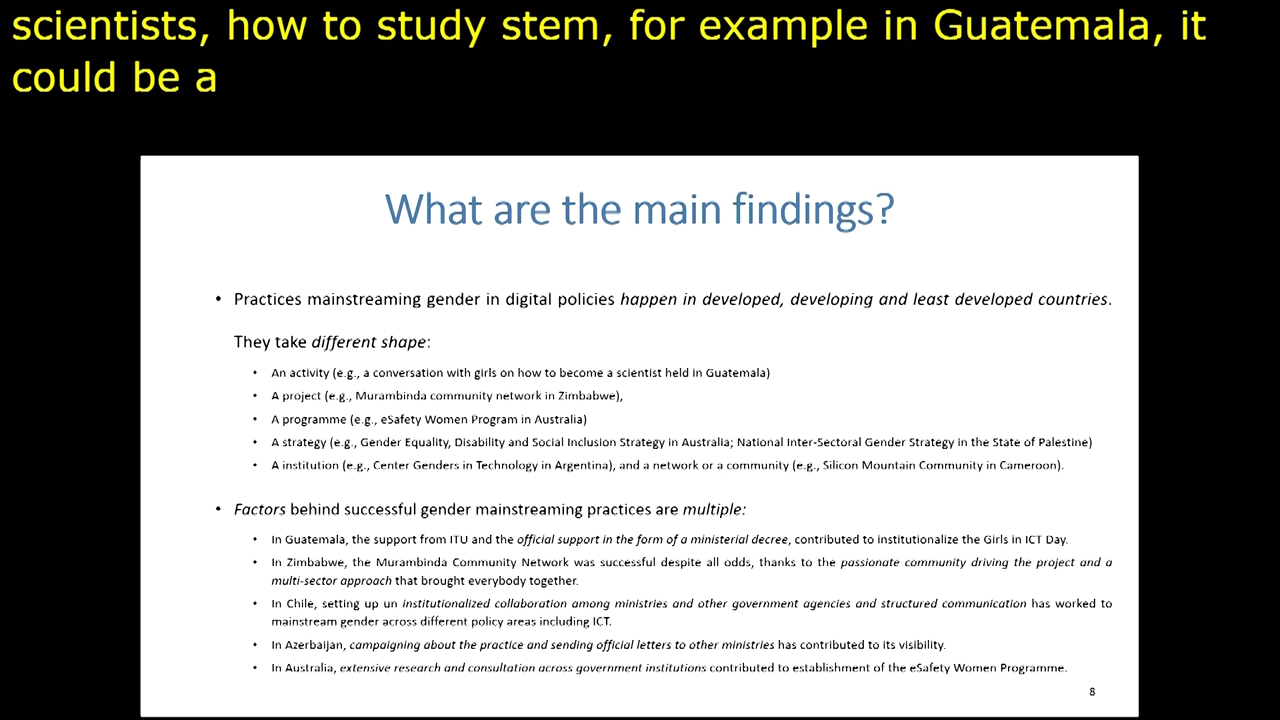 scientists, how to study stem, for example in Guatemala, it
could be a
What are the main findings?
• Practices mainstreaming gender in digital policies happen in developed, developing and least developed countries.
They take different shape:
• An activity (e.g., a conversation with girls on how to become a scientist held in Guatemala)
• A project (e.g., Murambinda community network in Zimbabwe),
• A programme (e.g., eSafety Women Program in Australia)
• A strategy (e.g., Gender Equality, Disability and Social Inclusion Strategy in Australia; National Inter-Sectoral Gender Strategy in the State of Palestine)
• A institution (e.g., Center Genders in Technology in Argentina), and a network or a community (e.g., Silicon Mountain Community in Cameroon).
• Factors behind successful gender mainstreaming practices are multiple:
• In Guatemala, the support from ITU and the official support in the form of a ministerial decree, contributed to institutionalize the Girls in ICT Day.
• In Zimbabwe, the Murambinda Community Network was successful despite all odds, thanks to the passionate community driving the project and a
multi-sector approach that brought everybody together.
• In Chile, setting up un institutionalized collaboration among ministries and other government agencies and structured communication has worked to
mainstream gender across different policy areas including ICT.
• In Azerbaijan, campaigning about the practice and sending official letters to other ministries has contributed to its visibility.
• In Australia, extensive research and consultation across government institutions contributed to establishment of the eSafety Women Programme.
8